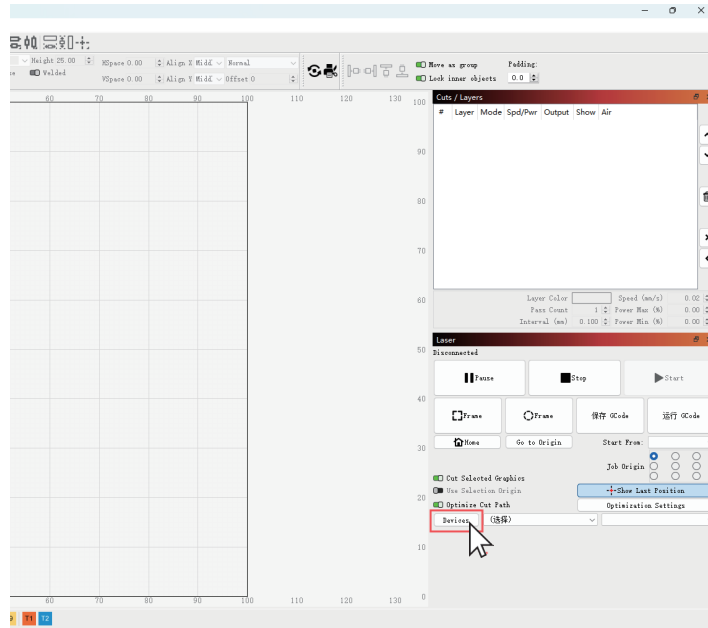 Height 25.00 HSpace 0.00 Align X Middl Normal
Welded VSpace 0.00 Align Y Middl Offset 0
Move as group Padding:
Lock inner objects 0.0
60 70 80 90 100 110 120 130
100
90
80
70
60
50
40
30
20
10
0
60 70 80 90 100 110 120 130
T1 T2
Cuts / Layers
# Layer Mode Spd/Pwr Output Show Air
Layer Color Speed (mm/s) 0.02
Pass Count 1 Power Max (%) 0.00
Interval (mm) 0.100 Power Min (%) 0.00
Laser
Disconnected
Pause Stop Start
Frame Frame 保存 GCode 运行 GCode
Home Go to Origin Start From:
Job Origin
Cut Selected Graphics
Use Selection Origin Show Last Position
Optimize Cut Path Optimization Settings
Devices (选择)